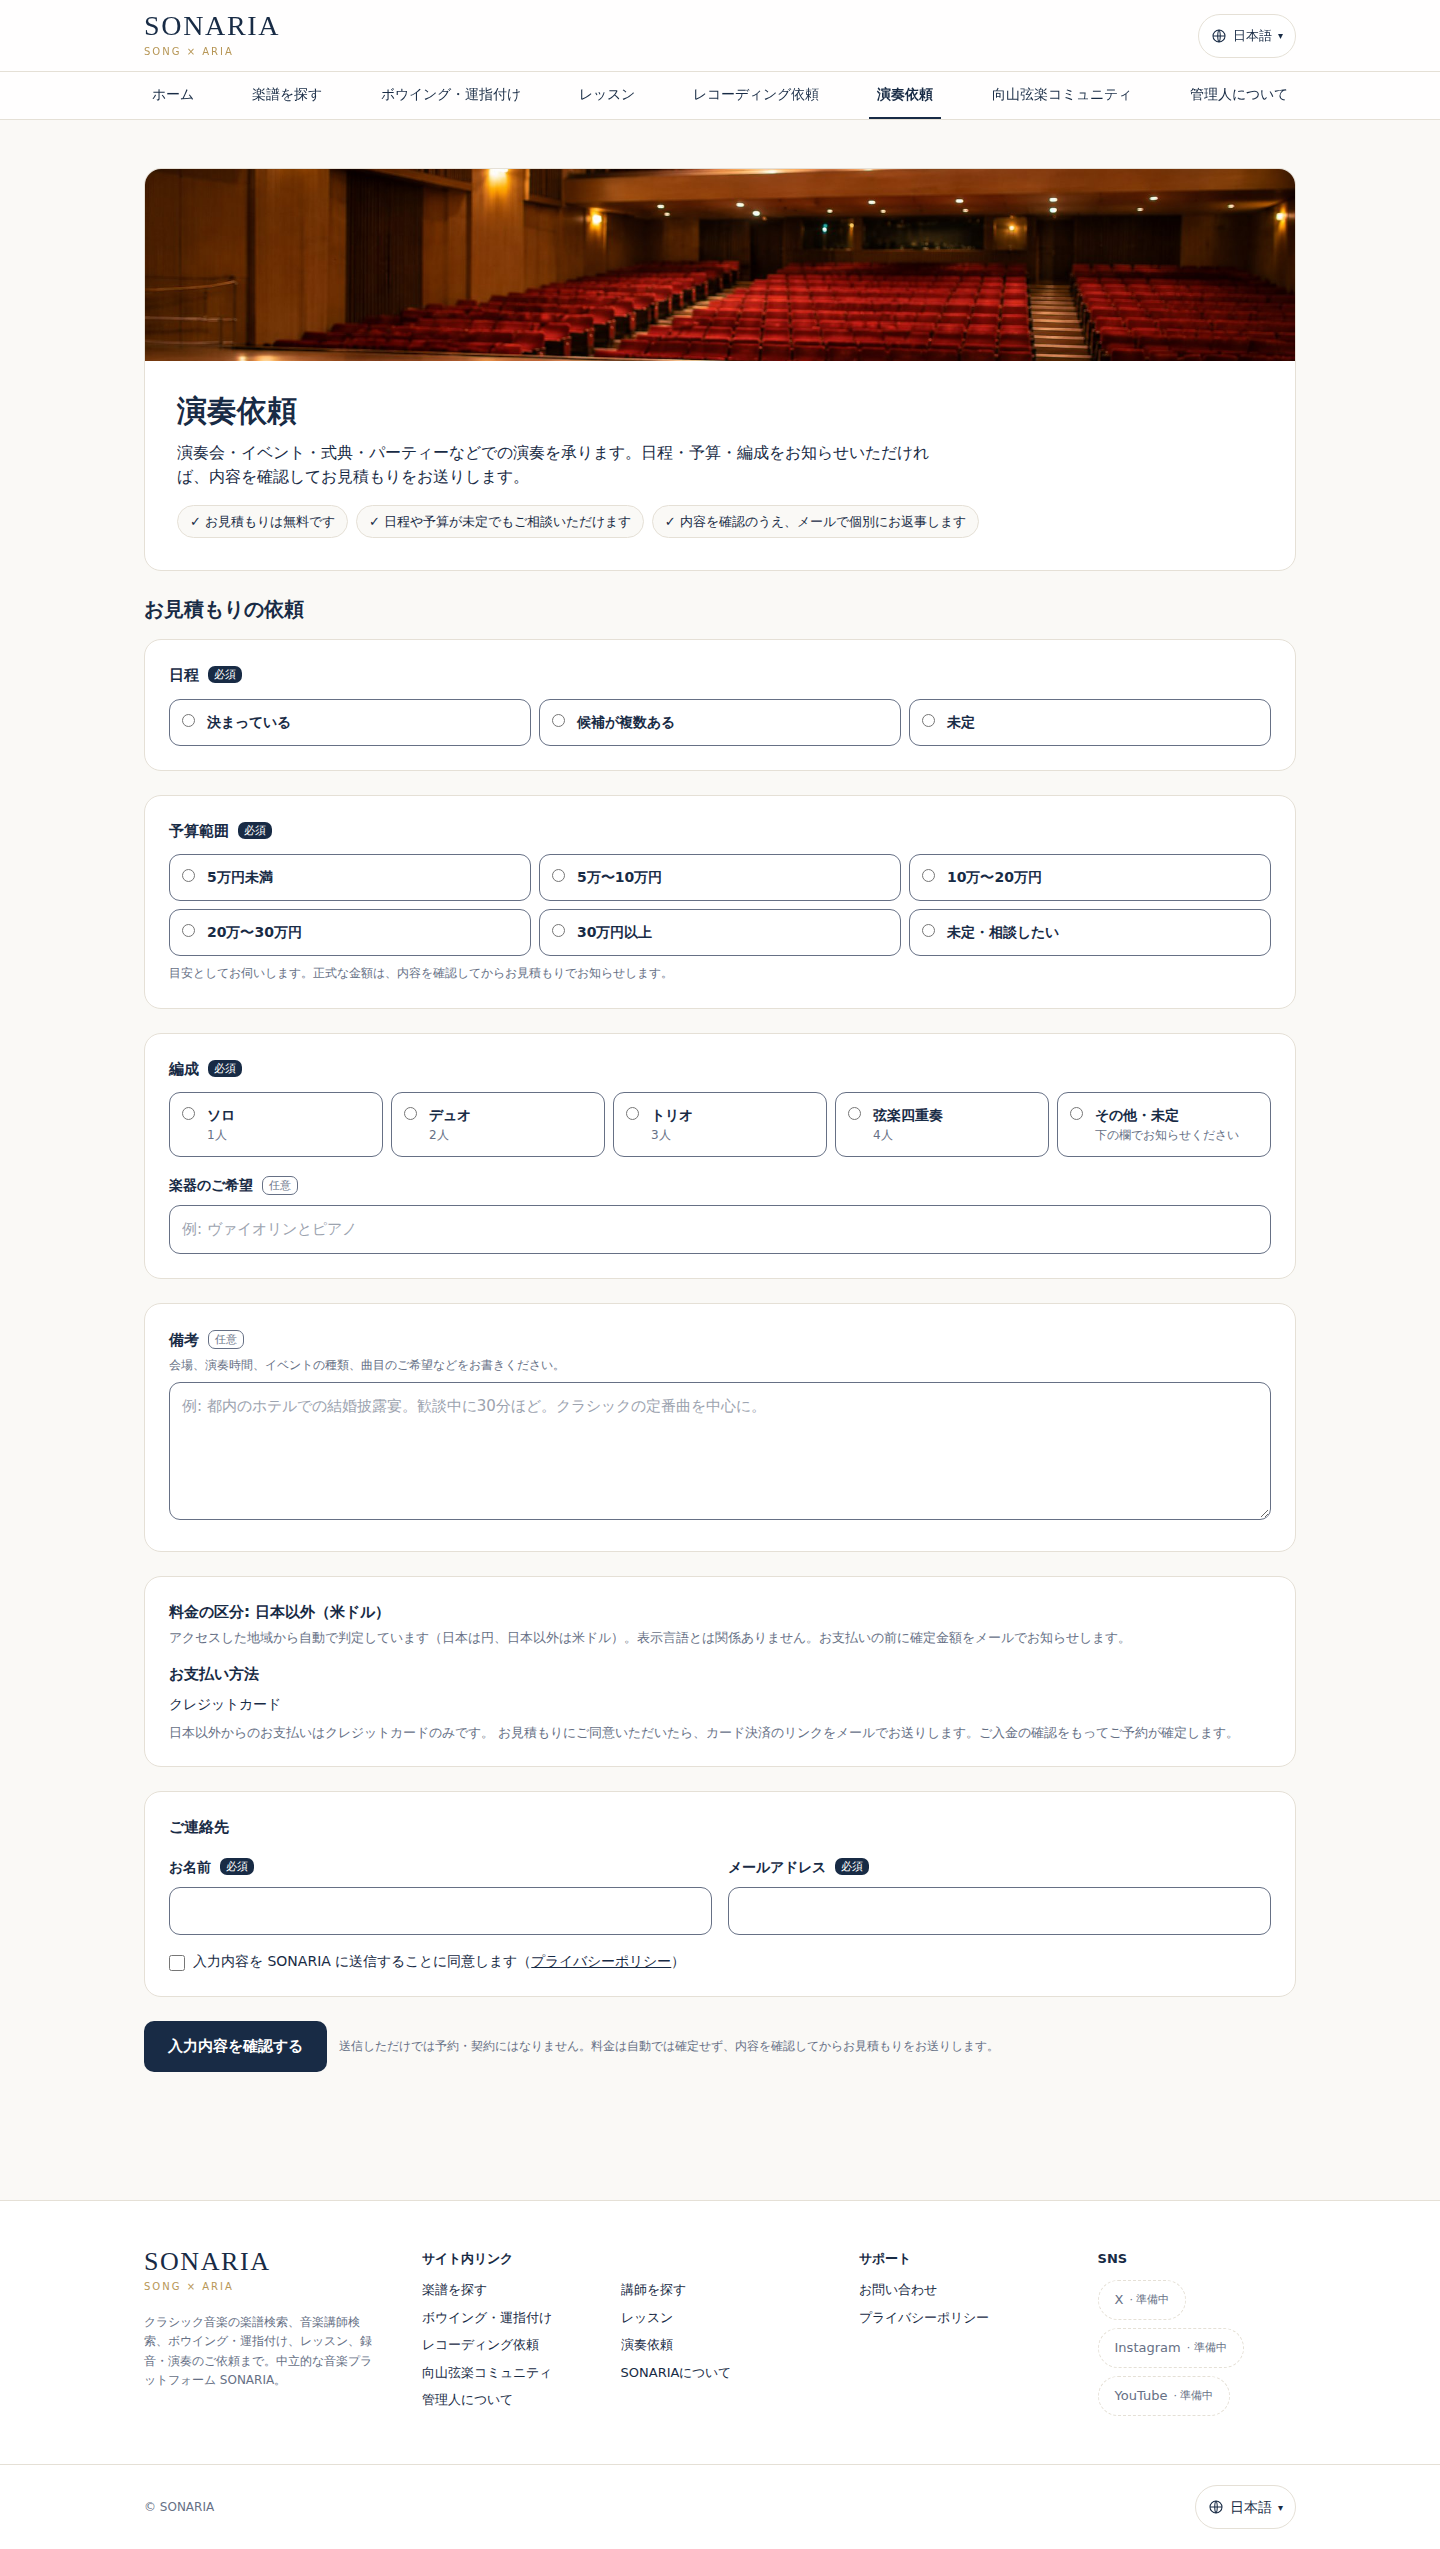 SONARIA
SONG × ARIA
日本語 ▾
ホーム
楽譜を探す
ボウイング・運指付け
レッスン
レコーディング依頼
演奏依頼
向山弦楽コミュニティ
管理人について
演奏依頼
演奏会・イベント・式典・パーティーなどでの演奏を承ります。日程・予算・編成をお知らせいただけれ
ば、内容を確認してお見積もりをお送りします。
✓ お見積もりは無料です
✓ 日程や予算が未定でもご相談いただけます
✓ 内容を確認のうえ、メールで個別にお返事します
お見積もりの依頼
日程 必須
決まっている
候補が複数ある
未定
予算範囲 必須
5万円未満
5万〜10万円
10万〜20万円
20万〜30万円
30万円以上
未定・相談したい
目安としてお伺いします。正式な金額は、内容を確認してからお見積もりでお知らせします。
編成 必須
ソロ
1人
デュオ
2人
トリオ
3人
弦楽四重奏
4人
その他・未定
下の欄でお知らせください
楽器のご希望 任意
例: ヴァイオリンとピアノ
備考 任意
会場、演奏時間、イベントの種類、曲目のご希望などをお書きください。
例: 都内のホテルでの結婚披露宴。歓談中に30分ほど。クラシックの定番曲を中心に。
料金の区分: 日本以外（米ドル）
アクセスした地域から自動で判定しています（日本は円、日本以外は米ドル）。表示言語とは関係ありません。お支払いの前に確定金額をメールでお知らせします。
お支払い方法
クレジットカード
日本以外からのお支払いはクレジットカードのみです。 お見積もりにご同意いただいたら、カード決済のリンクをメールでお送りします。ご入金の確認をもってご予約が確定します。
ご連絡先
お名前 必須
メールアドレス 必須
入力内容を SONARIA に送信することに同意します（プライバシーポリシー）
入力内容を確認する
送信しただけでは予約・契約にはなりません。料金は自動では確定せず、内容を確認してからお見積もりをお送りします。
SONARIA
SONG × ARIA
クラシック音楽の楽譜検索、音楽講師検
索、ボウイング・運指付け、レッスン、録
音・演奏のご依頼まで。中立的な音楽プラ
ットフォーム SONARIA。
サイト内リンク
楽譜を探す
ボウイング・運指付け
レコーディング依頼
向山弦楽コミュニティ
管理人について
講師を探す
レッスン
演奏依頼
SONARIAについて
サポート
お問い合わせ
プライバシーポリシー
SNS
X · 準備中
Instagram · 準備中
YouTube · 準備中
© SONARIA
日本語 ▾